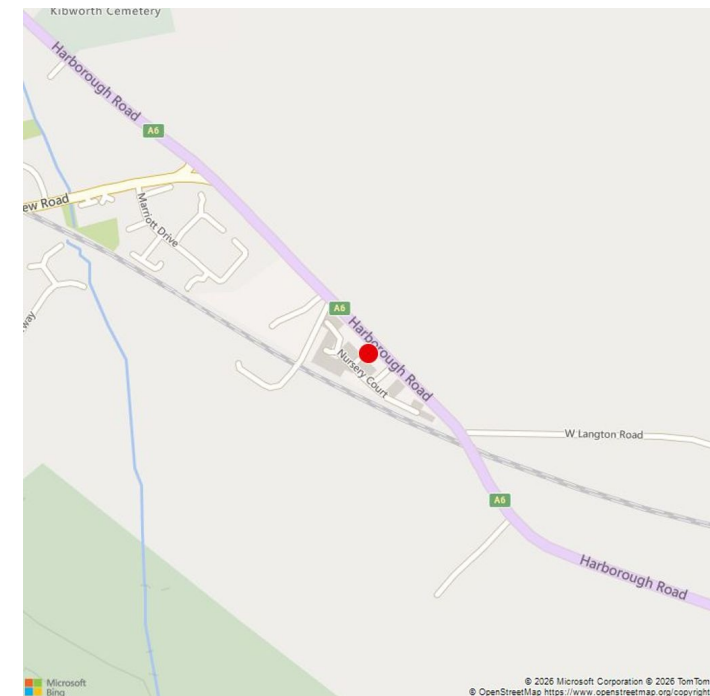 Kibworth Cemetery
Harborough Road
A6
ew Road
Marriott Drive
way
A6
Harborough Road
Nursery Court
W Langton Road
A6
Harborough Road
Microsoft
Bing
© 2026 Microsoft Corporation © 2026 TomTom
© OpenStreetMap https://www.openstreetmap.org/copyright